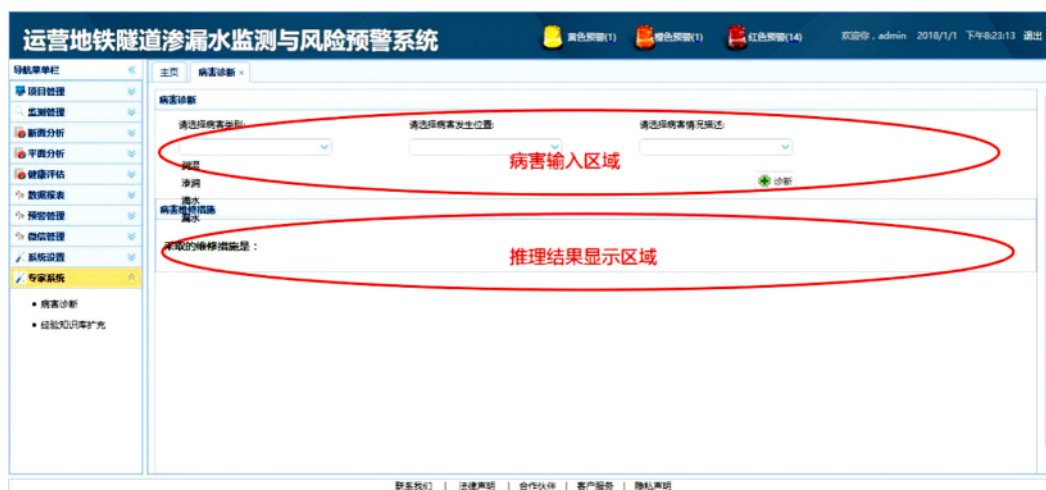 运营地铁隧道渗漏水监测与风险预警系统 黄色预警(1) 橙色预警(1) 红色预警(14) 欢迎你,admin 2018/1/1 下午8:23:13 退出
导航菜单栏
主页 病害诊断 ×
项目管理
监测管理
断面分析
平面分析
健康评估
数据报表
预警管理
微信管理
系统设置
专家系统
• 病害诊断
• 经验知识库扩充
病害诊断
请选择病害类别: 请选择病害发生位置: 请选择病害情况描述:
病害输入区域
润湿
渗润
滴水
漏水
诊断
病害维修措施
采取的维修措施是:
推理结果显示区域
联系我们 | 法律声明 | 合作伙伴 | 客户服务 | 隐私声明